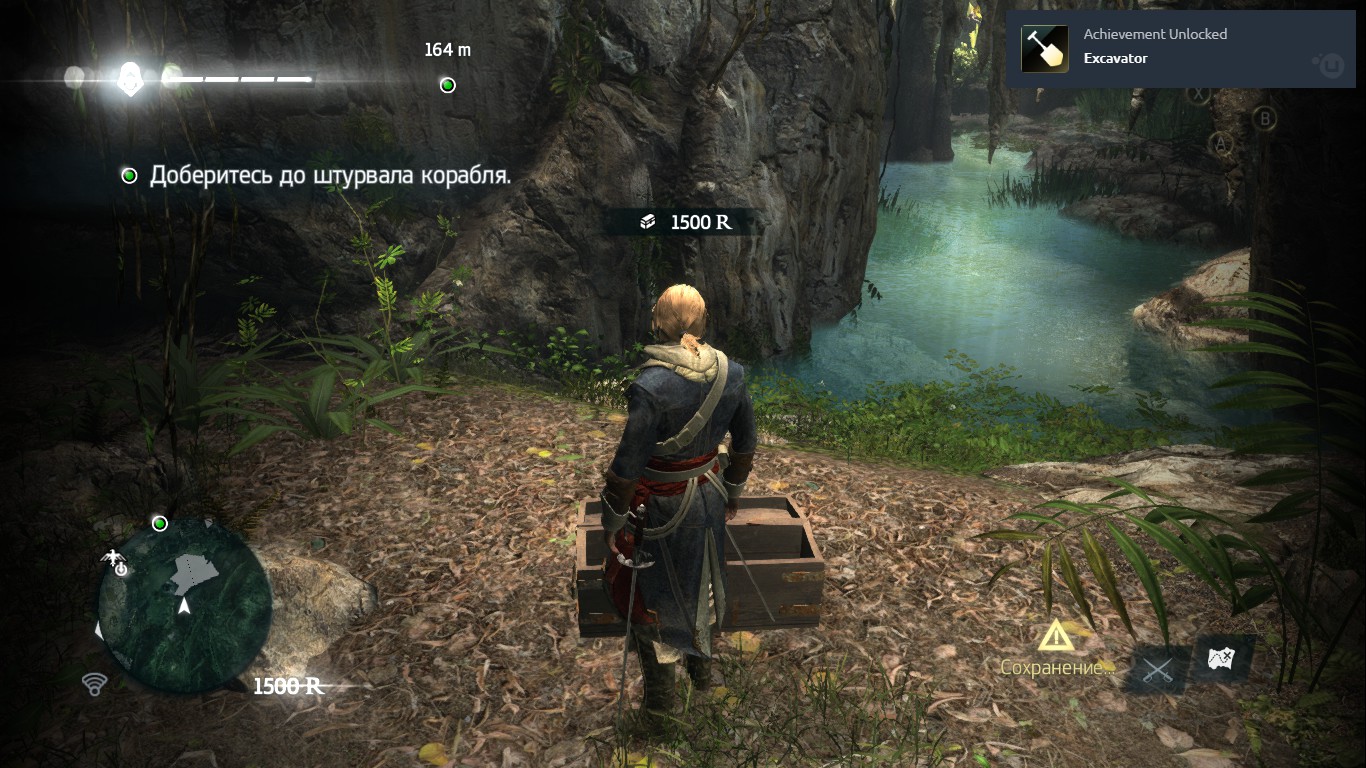 164 m
Achievement Unlocked
Excavator
X
B
A
Доберитесь до штурвала корабля.
1500 R
Сохранение...
1500 R